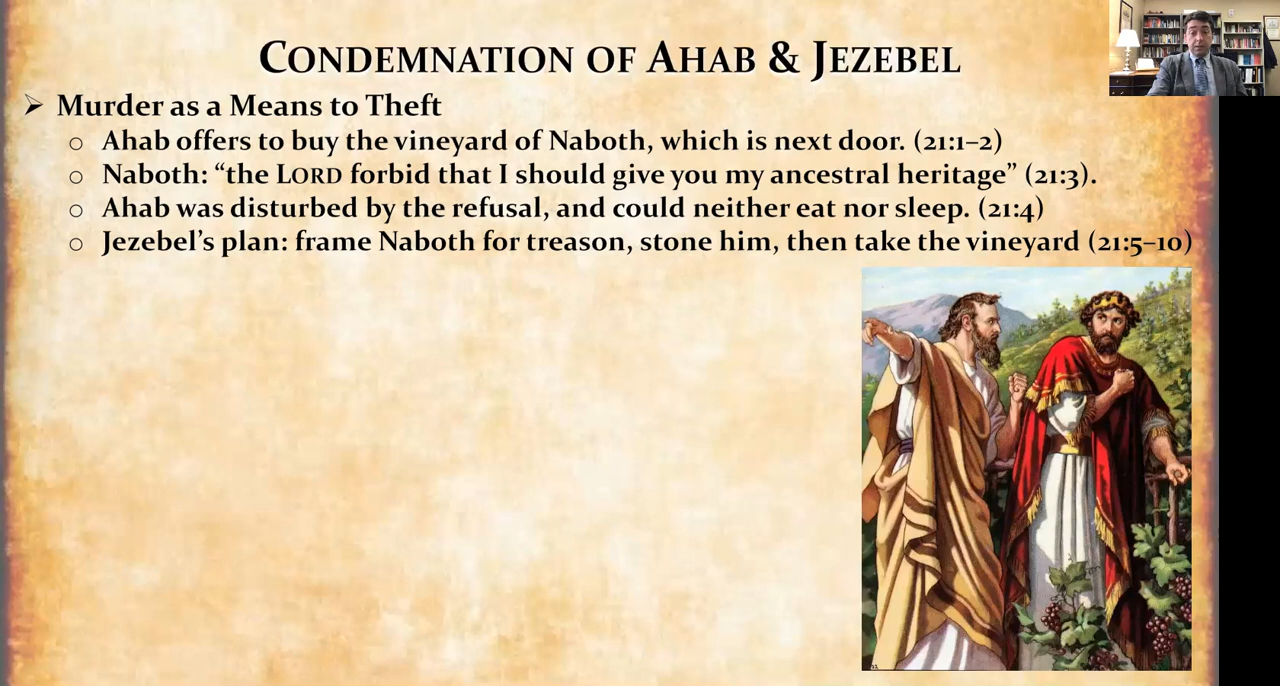 CONDEMNATION OF AHAB & JEZEBEL
➢ Murder as a Means to Theft
○ Ahab offers to buy the vineyard of Naboth, which is next door. (21:1–2)
○ Naboth: “the LORD forbid that I should give you my ancestral heritage” (21:3).
○ Ahab was disturbed by the refusal, and could neither eat nor sleep. (21:4)
○ Jezebel’s plan: frame Naboth for treason, stone him, then take the vineyard (21:5–10)